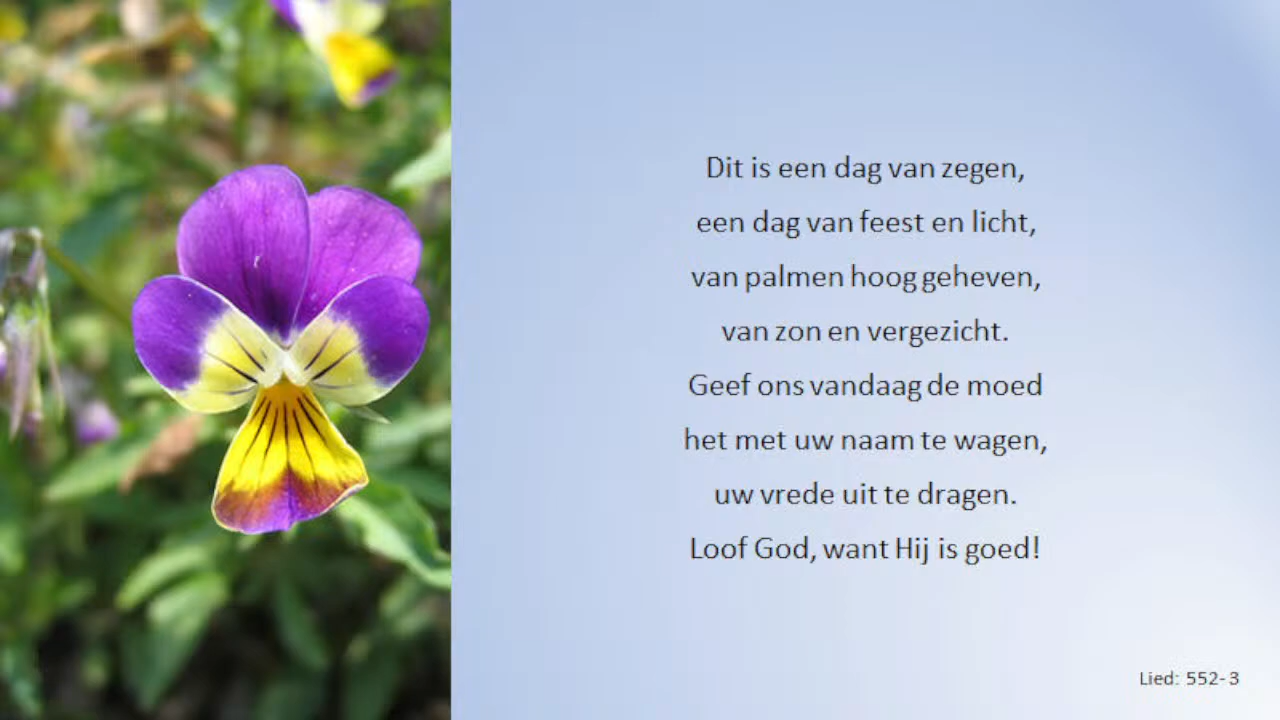 Dit is een dag van zegen,
een dag van feest en licht,
van palmen hoog geheven,
van zon en vergezicht.
Geef ons vandaag de moed
het met uw naam te wagen,
uw vrede uit te dragen.
Loof God, want Hij is goed!
Lied: 552-3